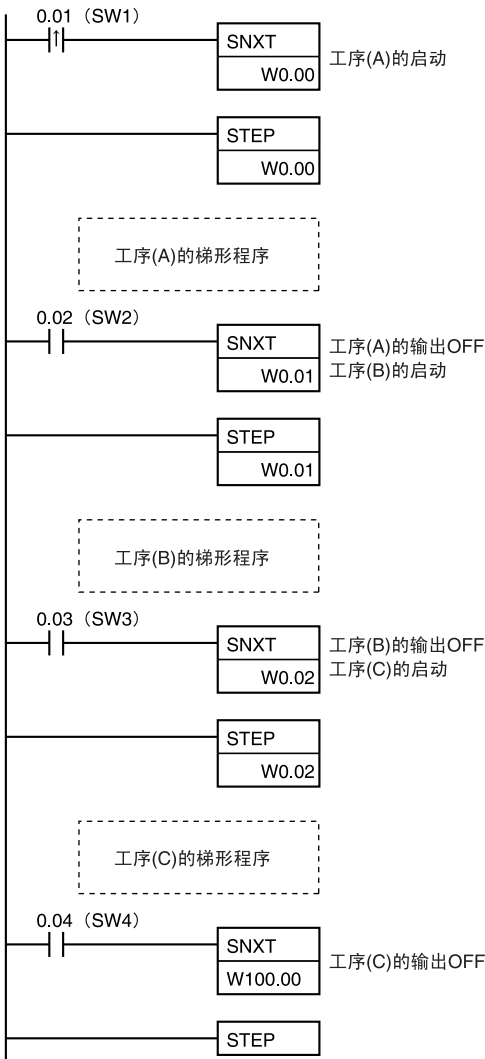 0.01（SW1）
SNXT
W0.00
工序(A)的启动
STEP
W0.00
工序(A)的梯形程序
0.02（SW2）
SNXT
W0.01
工序(A)的输出OFF
工序(B)的启动
STEP
W0.01
工序(B)的梯形程序
0.03（SW3）
SNXT
W0.02
工序(B)的输出OFF
工序(C)的启动
STEP
W0.02
工序(C)的梯形程序
0.04（SW4）
SNXT
W100.00
工序(C)的输出OFF
STEP